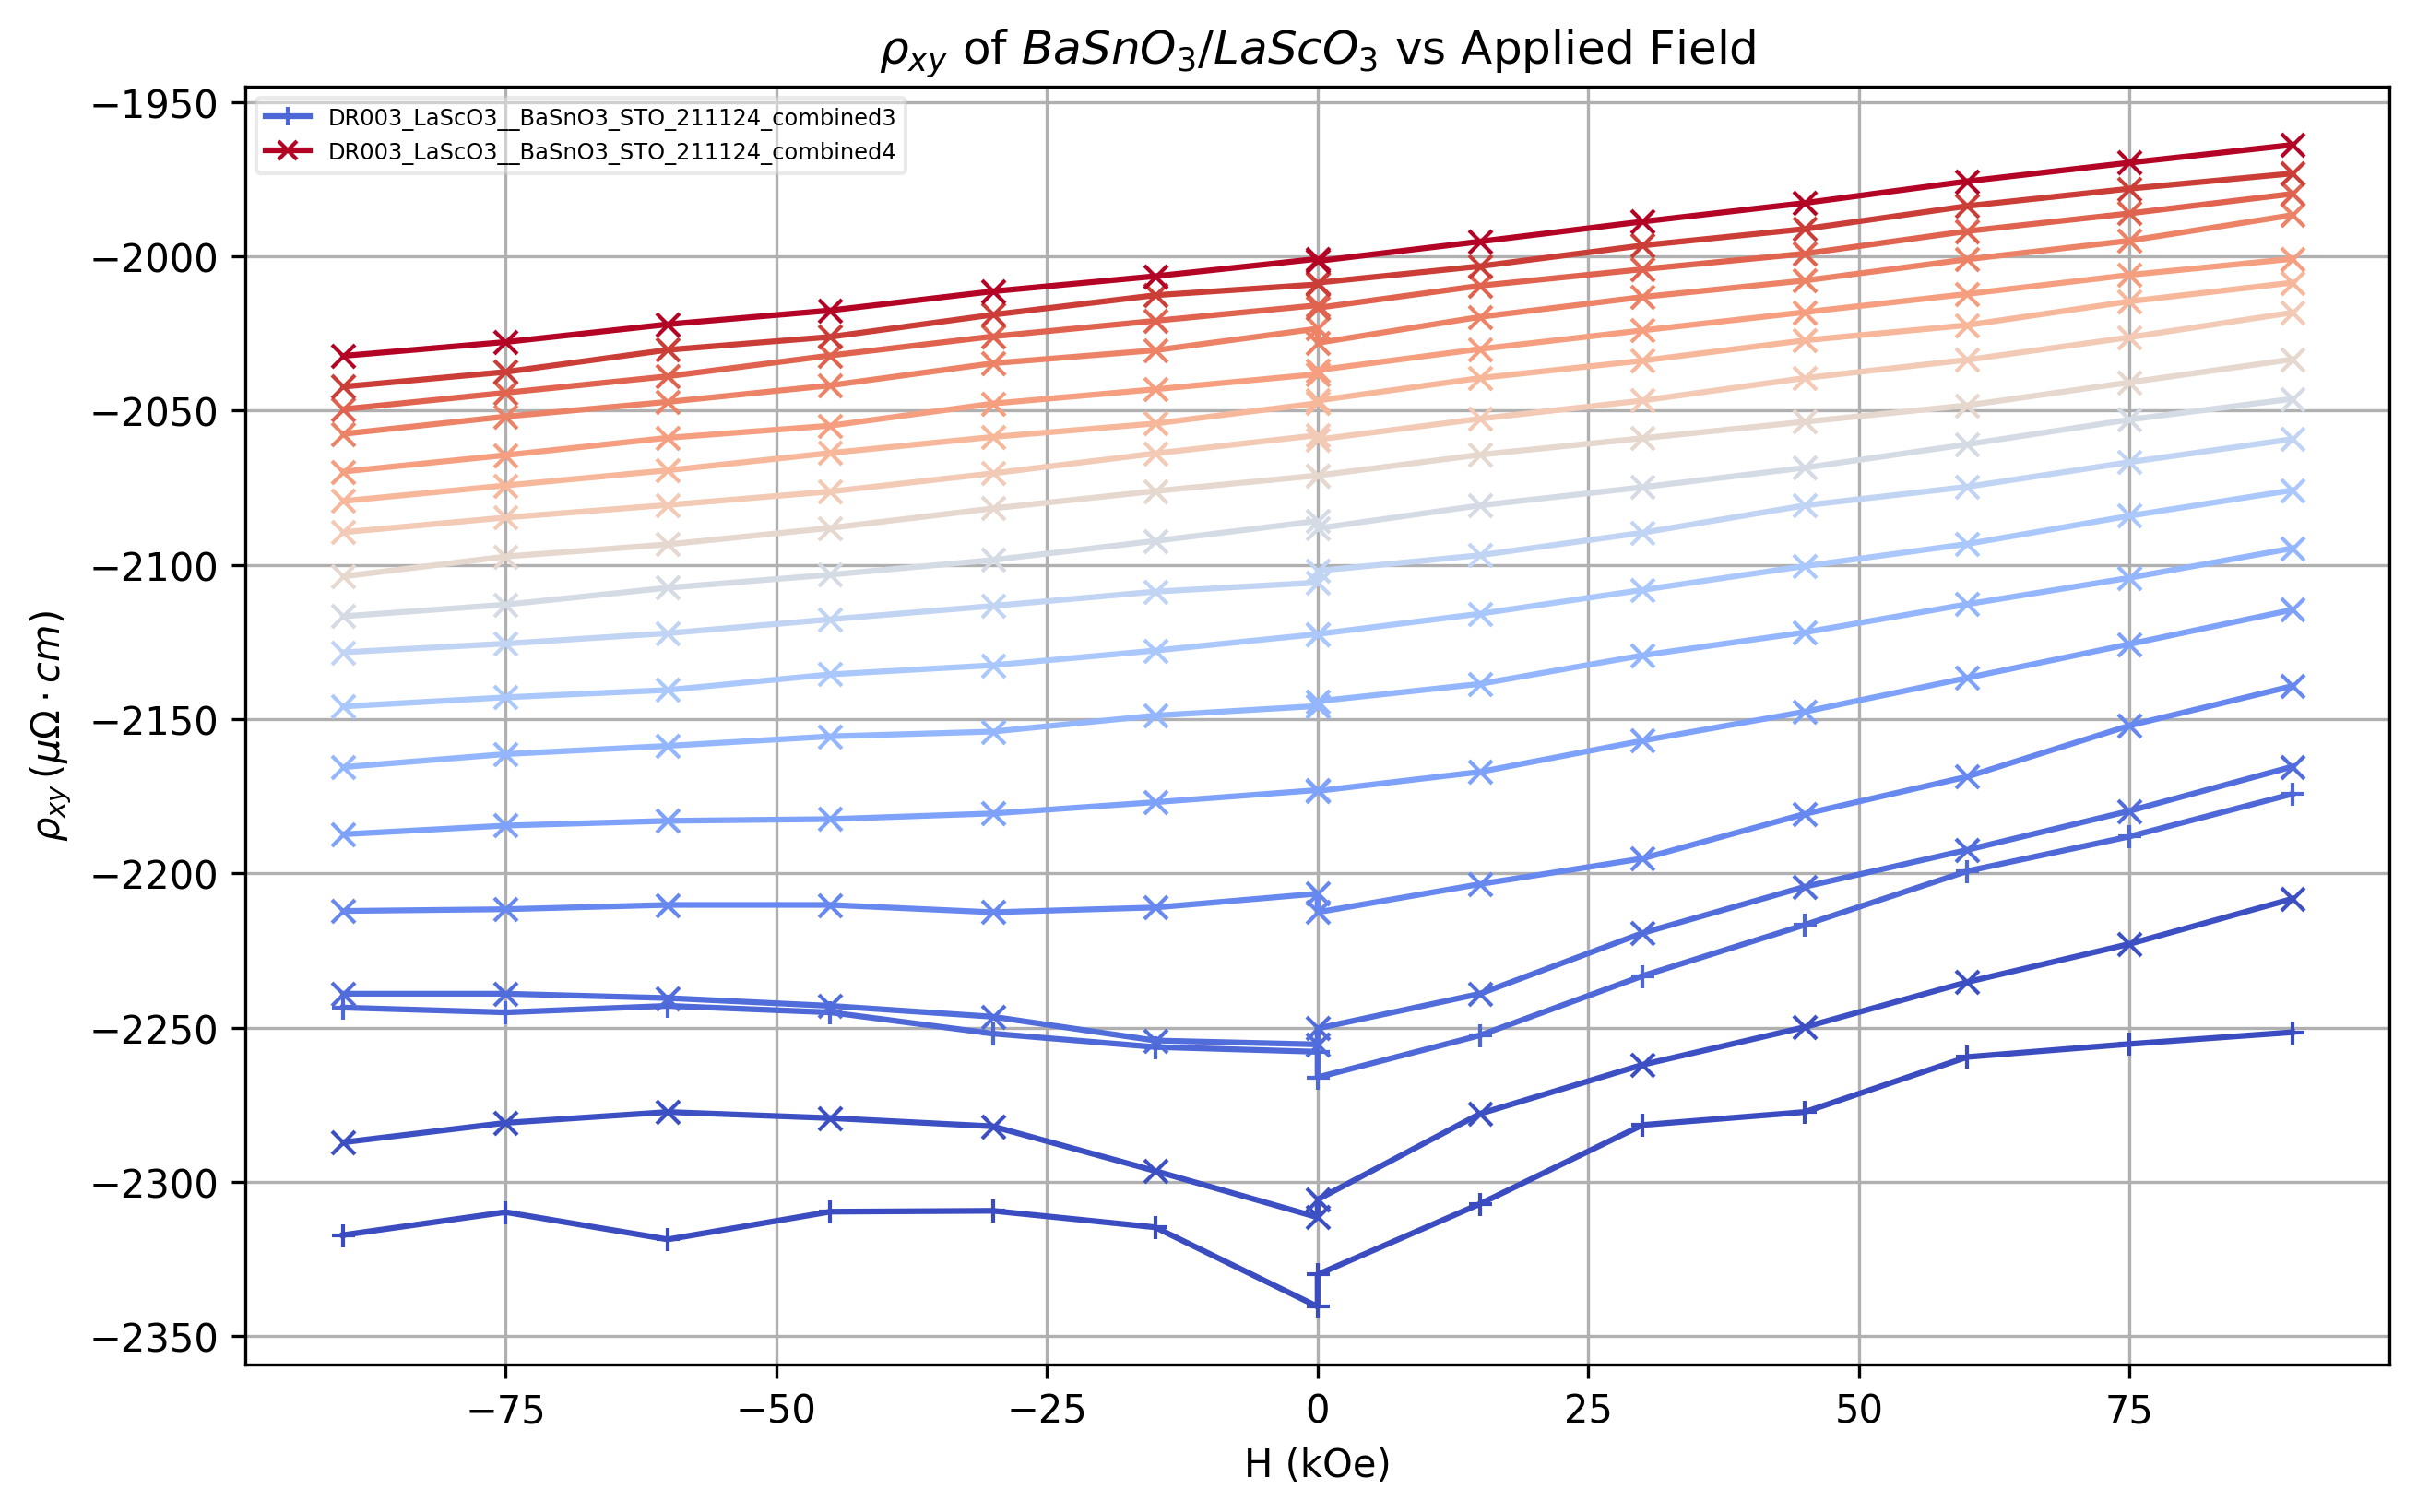 ρxy of BaSnO3/LaScO3 vs Applied Field
DR003_LaScO3__BaSnO3_STO_211124_combined3
DR003_LaScO3__BaSnO3_STO_211124_combined4
−1950
−2000
−2050
−2100
−2150
−2200
−2250
−2300
−2350
ρxy (μΩ · cm)
−75 −50 −25 0 25 50 75
H (kOe)